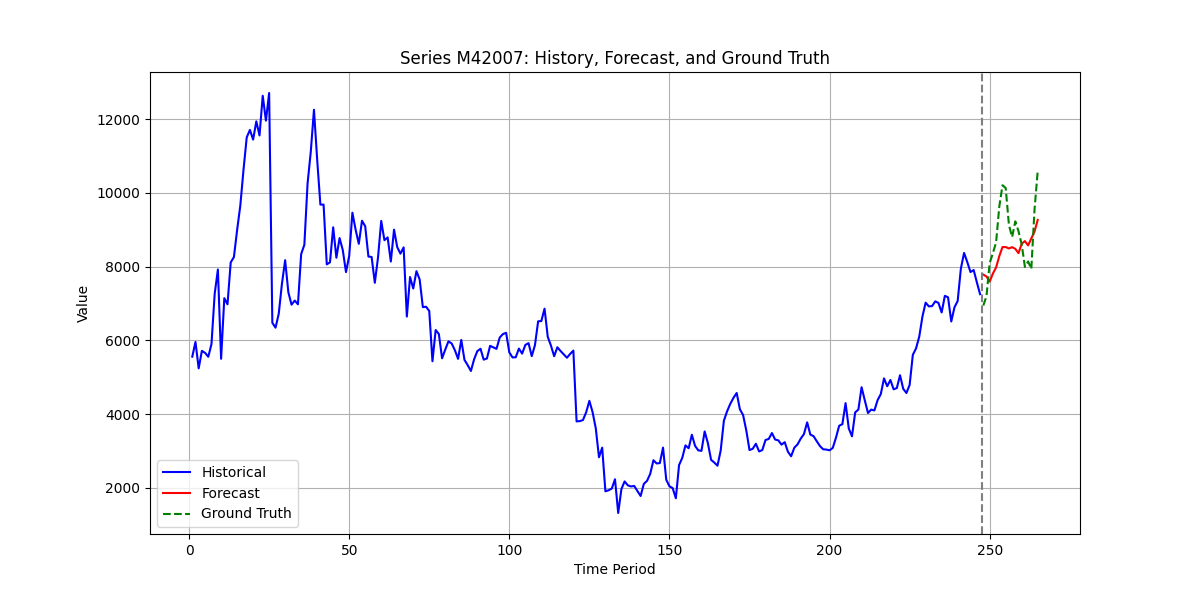 Series M42007: History, Forecast, and Ground Truth
Value
12000
10000
8000
6000
4000
2000
Historical
Forecast
Ground Truth
0 50 100 150 200 250
Time Period